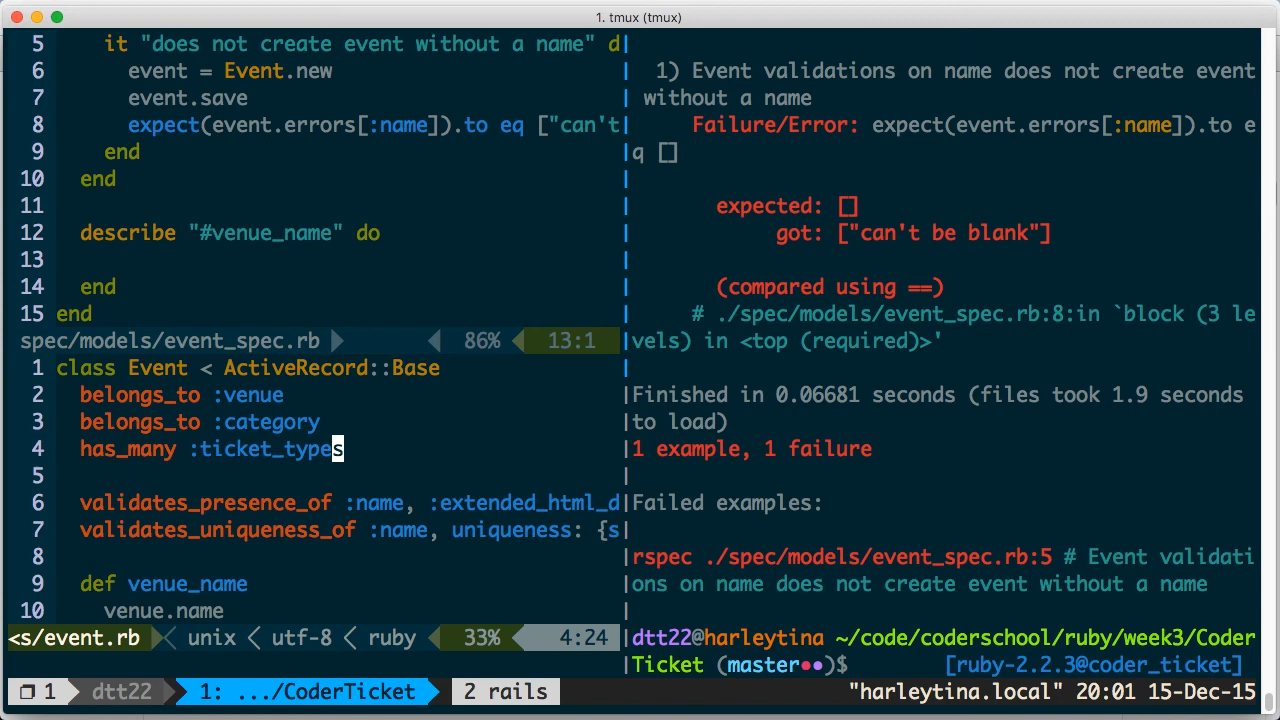 1. tmux (tmux)
5 it "does not create event without a name" d
6 event = Event.new
7 event.save
8 expect(event.errors[:name]).to eq ["can't
9 end
10 end
11
12 describe "#venue_name" do
13
14 end
15 end
spec/models/event_spec.rb 86% 13:1
1 class Event < ActiveRecord::Base
2 belongs_to :venue
3 belongs_to :category
4 has_many :ticket_types
5
6 validates_presence_of :name, :extended_html_d
7 validates_uniqueness_of :name, uniqueness: {s
8
9 def venue_name
10 venue.name
<s/event.rb unix < utf-8 < ruby 33% 4:24
1) Event validations on name does not create event
without a name
Failure/Error: expect(event.errors[:name]).to e
q []
expected: []
got: ["can't be blank"]
(compared using ==)
# ./spec/models/event_spec.rb:8:in `block (3 le
vels) in <top (required)>'
Finished in 0.06681 seconds (files took 1.9 seconds
to load)
1 example, 1 failure
Failed examples:
rspec ./spec/models/event_spec.rb:5 # Event validati
ons on name does not create event without a name
dtt22@harleytina ~/code/coderschool/ruby/week3/Coder
Ticket (master••)$ [ruby-2.2.3@coder_ticket]
1 dtt22 1: .../CoderTicket 2 rails "harleytina.local" 20:01 15-Dec-15